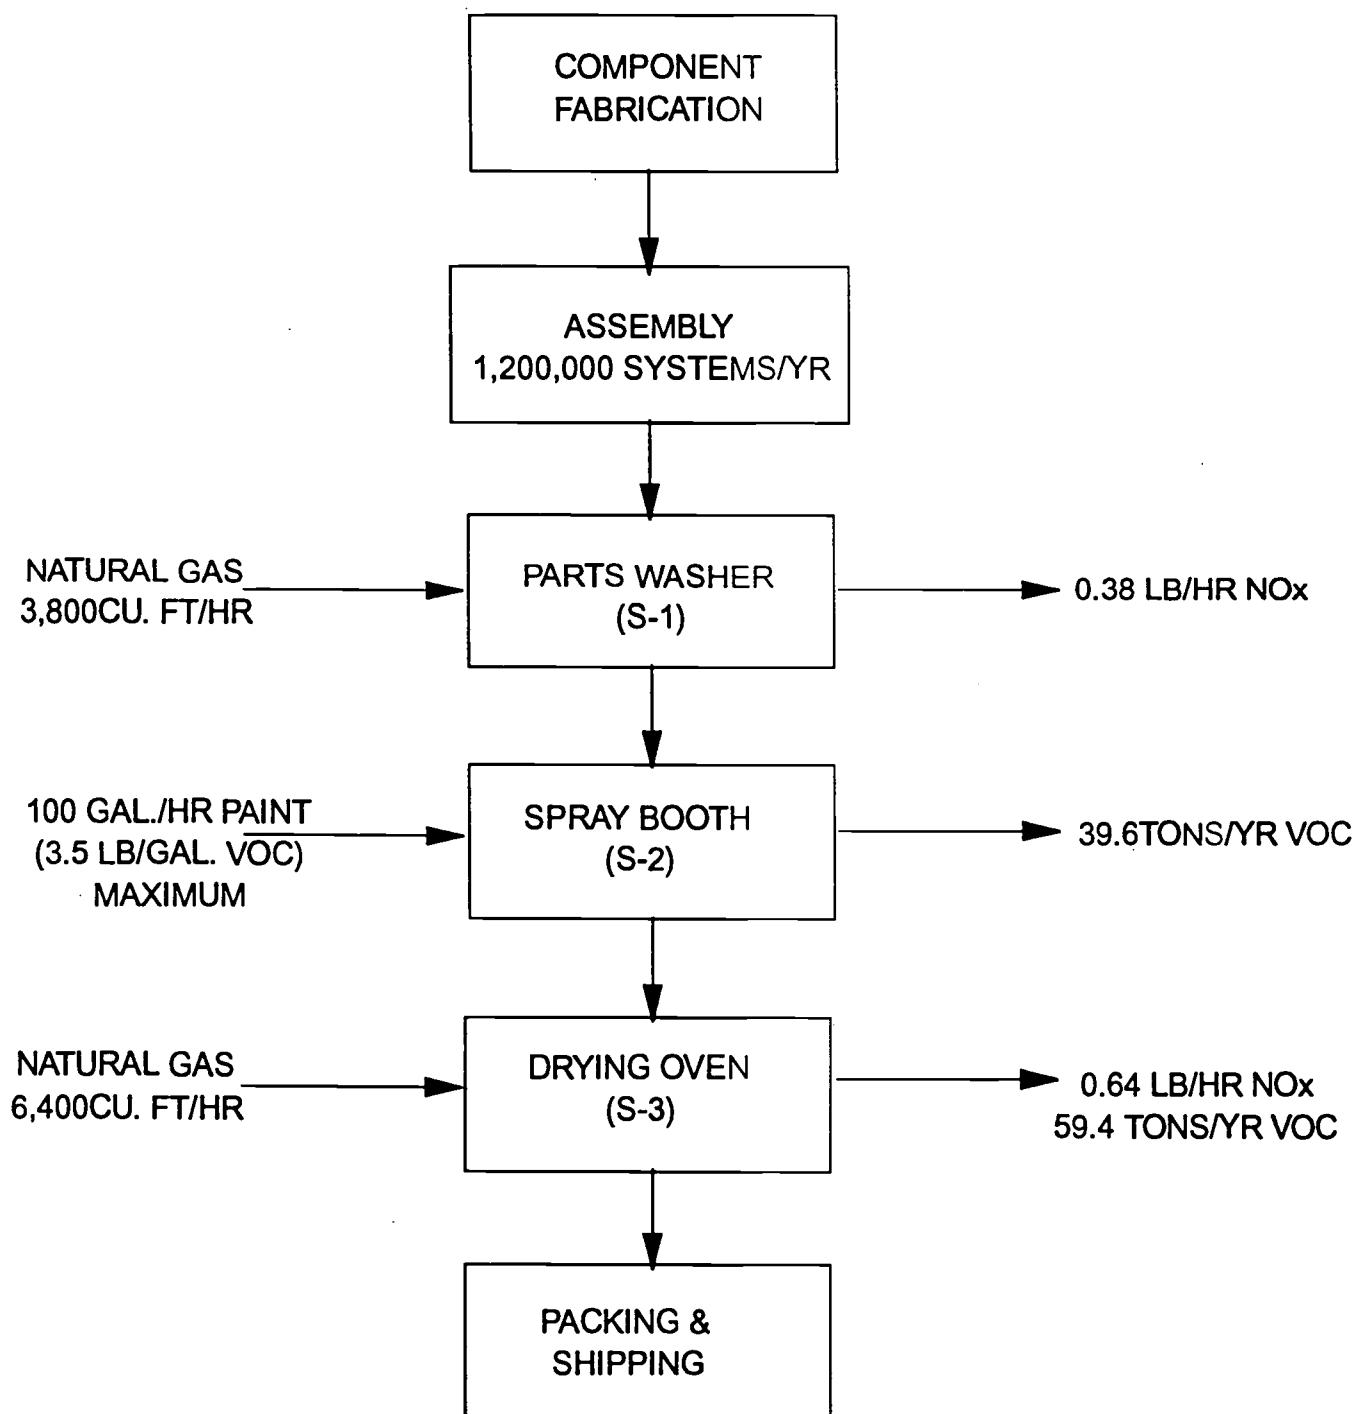 COMPONENT
FABRICATION
ASSEMBLY
1,200,000 SYSTEMS/YR
NATURAL GAS
3,800CU. FT/HR
PARTS WASHER
(S-1)
0.38 LB/HR NOx
100 GAL./HR PAINT
(3.5 LB/GAL. VOC)
MAXIMUM
SPRAY BOOTH
(S-2)
39.6TONS/YR VOC
NATURAL GAS
6,400CU. FT/HR
DRYING OVEN
(S-3)
0.64 LB/HR NOx
59.4 TONS/YR VOC
PACKING &
SHIPPING